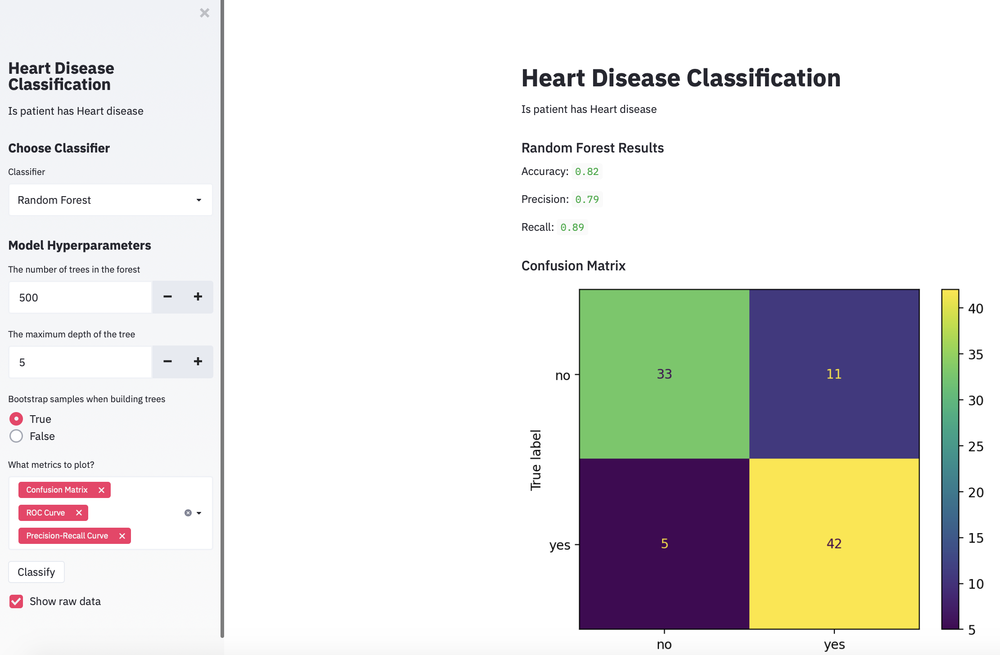 Heart Disease
Classification
Is patient has Heart disease
Choose Classifier
Classifier
Random Forest
Model Hyperparameters
The number of trees in the forest
500
The maximum depth of the tree
5
Bootstrap samples when building trees
True
False
What metrics to plot?
Confusion Matrix
ROC Curve
Precision-Recall Curve
Classify
Show raw data
Heart Disease Classification
Is patient has Heart disease
Random Forest Results
Accuracy: 0.82
Precision: 0.79
Recall: 0.89
Confusion Matrix
no 33 11
True label
yes 5 42
no yes
40
35
30
25
20
15
10
5